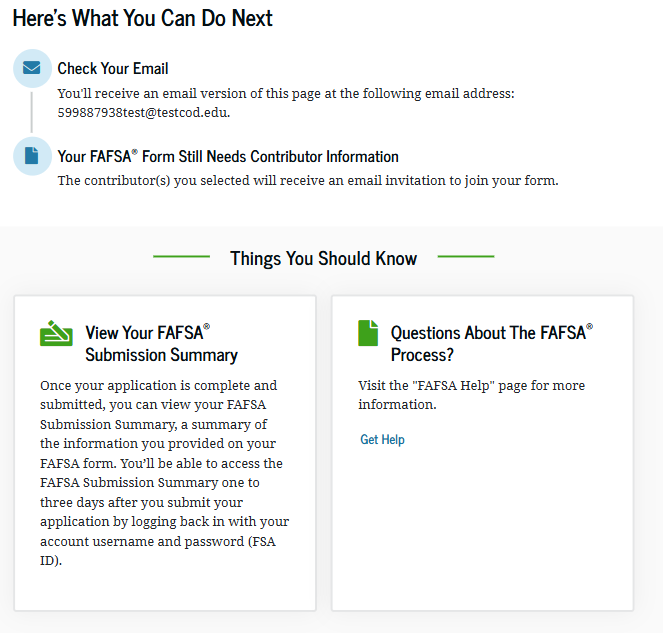 Here's What You Can Do Next
Check Your Email
You'll receive an email version of this page at the following email address:
599887938test@testcod.edu.
Your FAFSA® Form Still Needs Contributor Information
The contributor(s) you selected will receive an email invitation to join your form.
Things You Should Know
View Your FAFSA®
Submission Summary
Once your application is complete and
submitted, you can view your FAFSA
Submission Summary, a summary of
the information you provided on your
FAFSA form. You'll be able to access the
FAFSA Submission Summary one to
three days after you submit your
application by logging back in with your
account username and password (FSA
ID).
Questions About The FAFSA®
Process?
Visit the "FAFSA Help" page for more
information.
Get Help